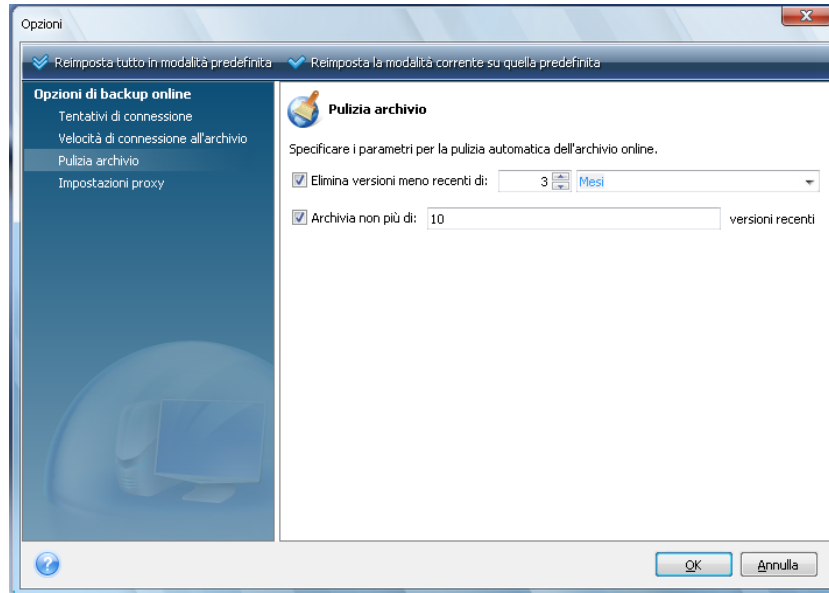 Opzioni
Reimposta tutto in modalità predefinita
Reimposta la modalità corrente su quella predefinita
Opzioni di backup online
Tentativi di connessione
Velocità di connessione all'archivio
Pulizia archivio
Impostazioni proxy
Pulizia archivio
Specificare i parametri per la pulizia automatica dell'archivio online.
Elimina versioni meno recenti di: 3 Mesi
Archivia non più di: 10 versioni recenti
OK Annulla